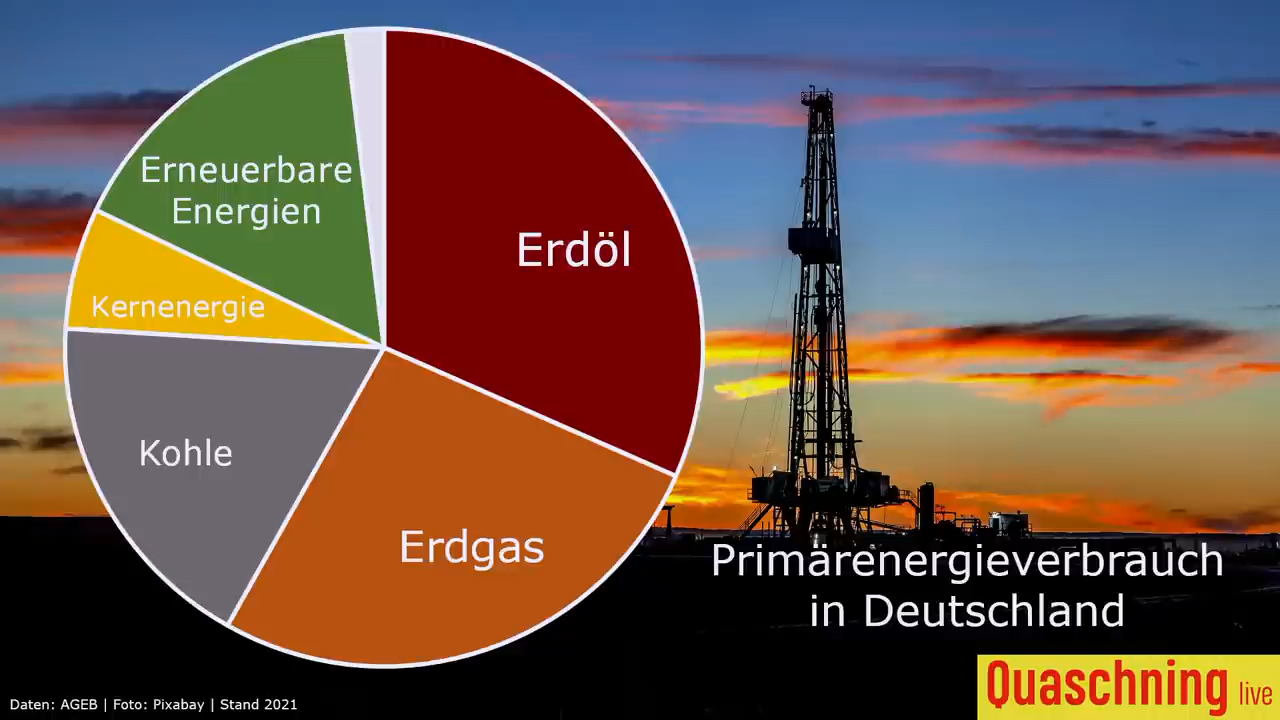 Erneuerbare
Energien
Erdöl
Kernenergie
Kohle
Erdgas
Primärenergieverbrauch
in Deutschland
Quaschning live
Daten: AGEB | Foto: Pixabay | Stand 2021